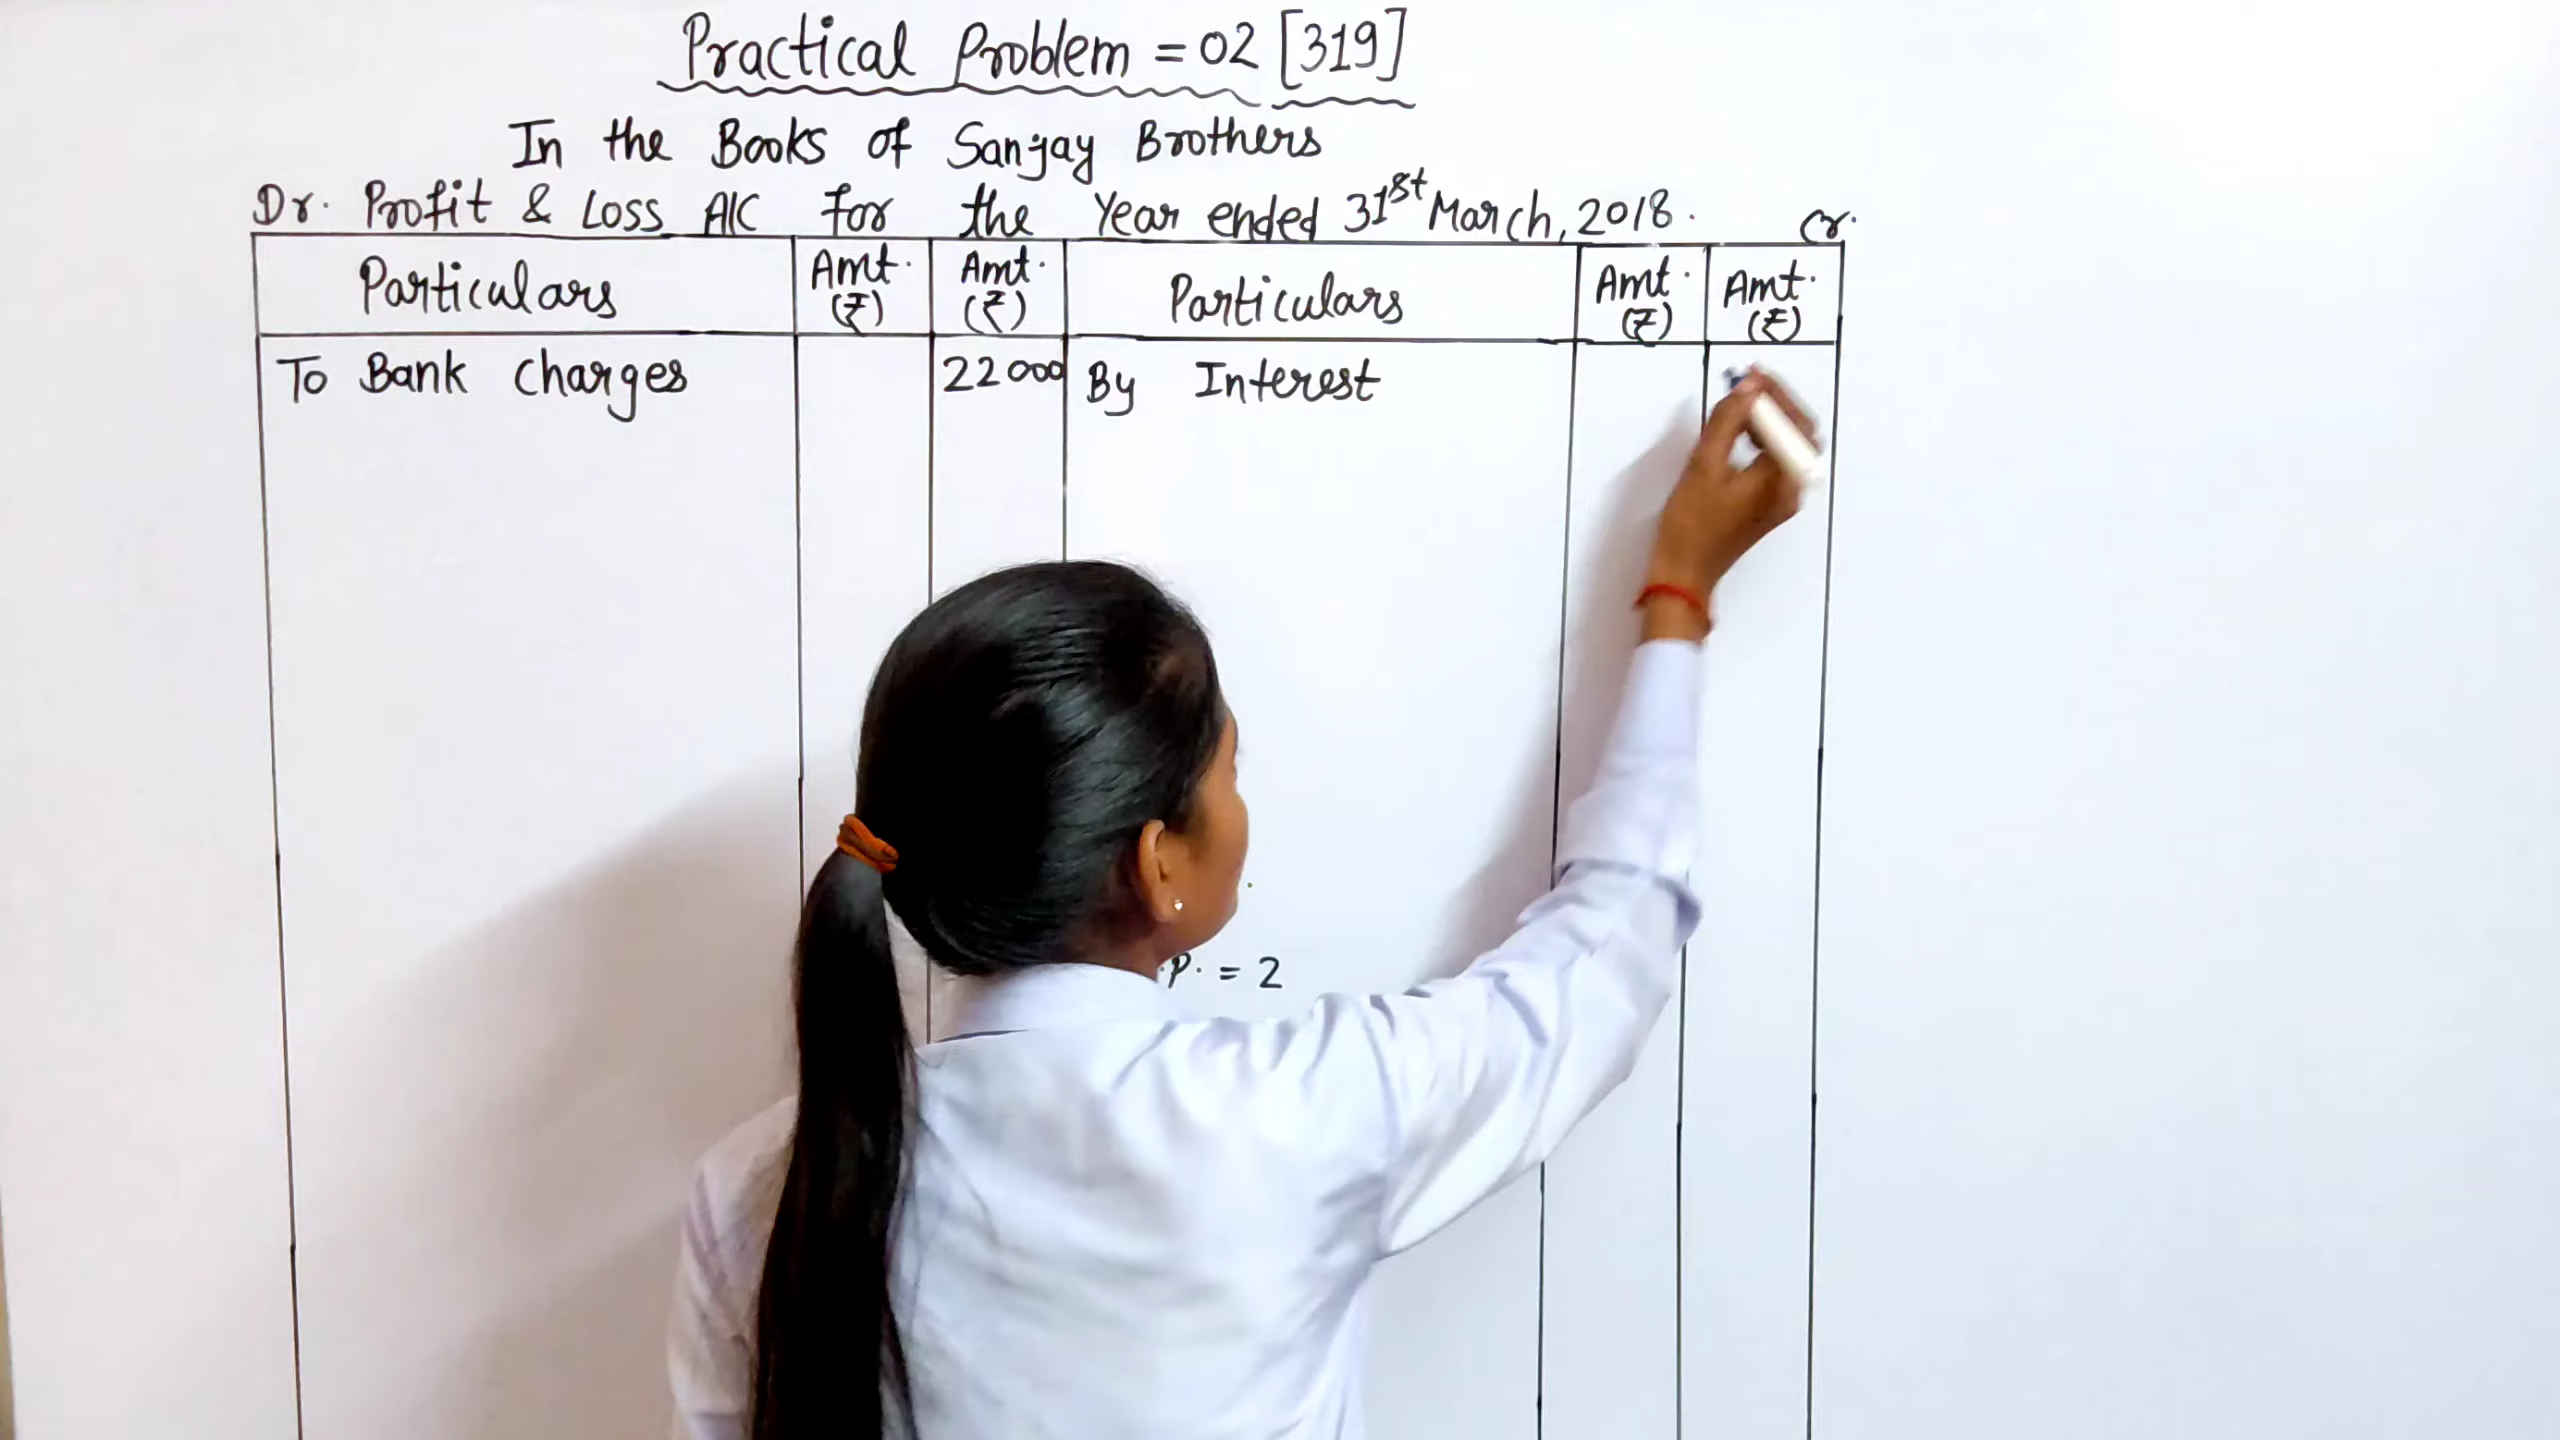 Practical Problem = 02 [319]
In the Books of Sanjay Brothers
Dr. Profit & Loss A/C for the Year ended 31st March, 2018. Cr.
Particulars Amt. (₹) Amt. (₹) Particulars Amt. (₹) Amt. (₹)
To Bank charges 22000 By Interest
.P. = 2